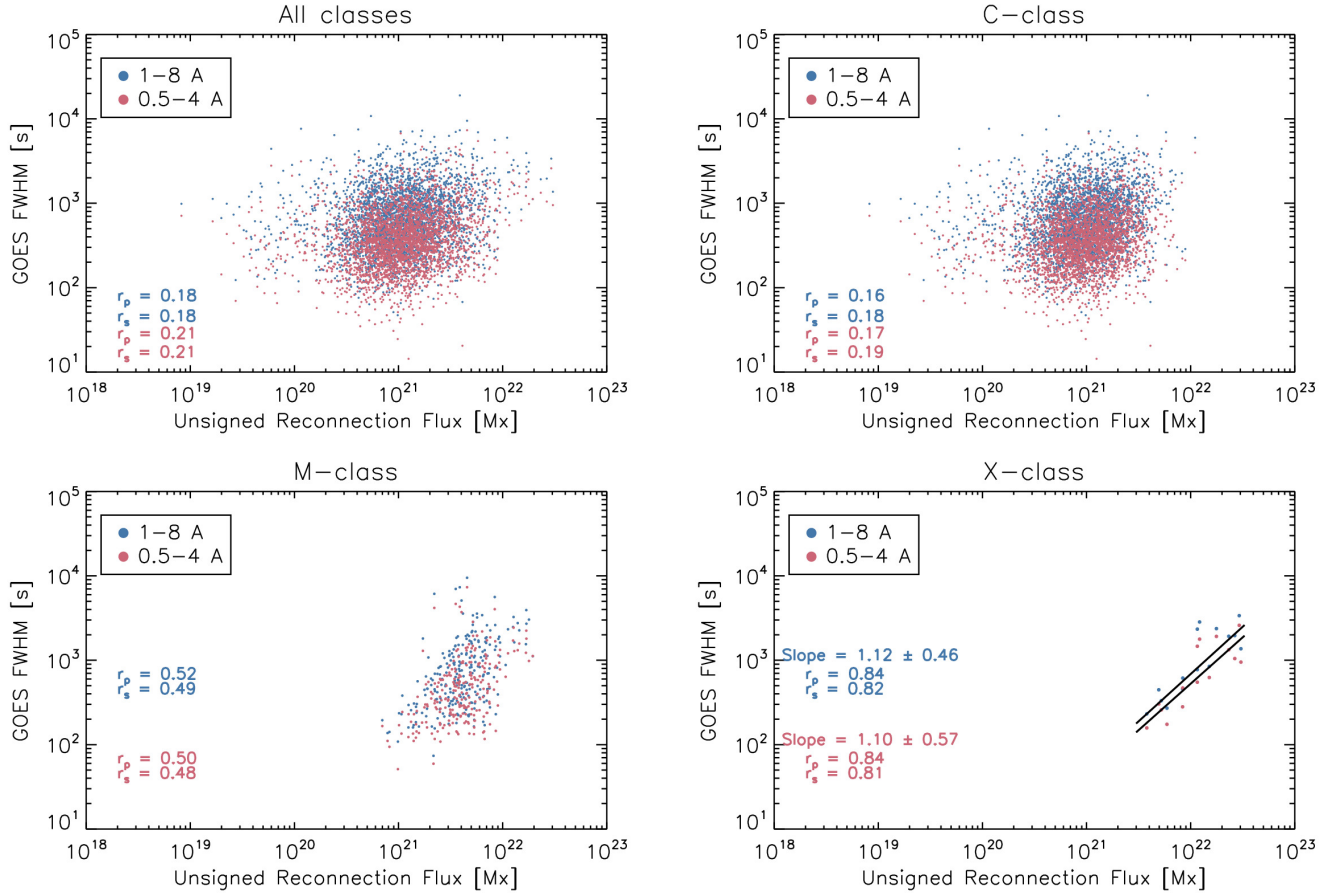 All classes
10^5
10^4
10^3
10^2
10^1
GOES FWHM [s]
1–8 A
0.5–4 A
r_p = 0.18
r_s = 0.18
r_p = 0.21
r_s = 0.21
10^18 10^19 10^20 10^21 10^22 10^23
Unsigned Reconnection Flux [Mx]
C–class
10^5
10^4
10^3
10^2
10^1
GOES FWHM [s]
1–8 A
0.5–4 A
r_p = 0.16
r_s = 0.18
r_p = 0.17
r_s = 0.19
10^18 10^19 10^20 10^21 10^22 10^23
Unsigned Reconnection Flux [Mx]
M–class
10^5
10^4
10^3
10^2
10^1
GOES FWHM [s]
1–8 A
0.5–4 A
r_p = 0.52
r_s = 0.49
r_p = 0.50
r_s = 0.48
10^18 10^19 10^20 10^21 10^22 10^23
Unsigned Reconnection Flux [Mx]
X–class
10^5
10^4
10^3
10^2
10^1
GOES FWHM [s]
1–8 A
0.5–4 A
Slope = 1.12 ± 0.46
r_p = 0.84
r_s = 0.82
Slope = 1.10 ± 0.57
r_p = 0.84
r_s = 0.81
10^18 10^19 10^20 10^21 10^22 10^23
Unsigned Reconnection Flux [Mx]